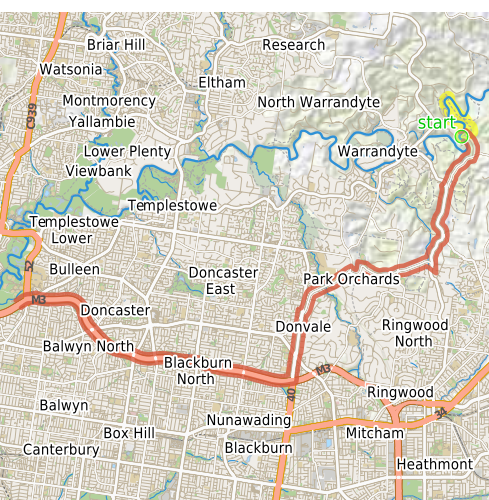 Briar Hill
Research
Watsonia
Eltham
C939
Montmorency
North Warrandyte
Yallambie
start
Lower Plenty
Warrandyte
Viewbank
Templestowe
Templestowe
Lower
52
Bulleen
Doncaster
East
Park Orchards
M3
Doncaster
Donvale
Ringwood
North
Balwyn North
Blackburn
North
M3
40
Ringwood
Balwyn
34
Nunawading
Box Hill
Mitcham
Canterbury
Blackburn
Heathmont